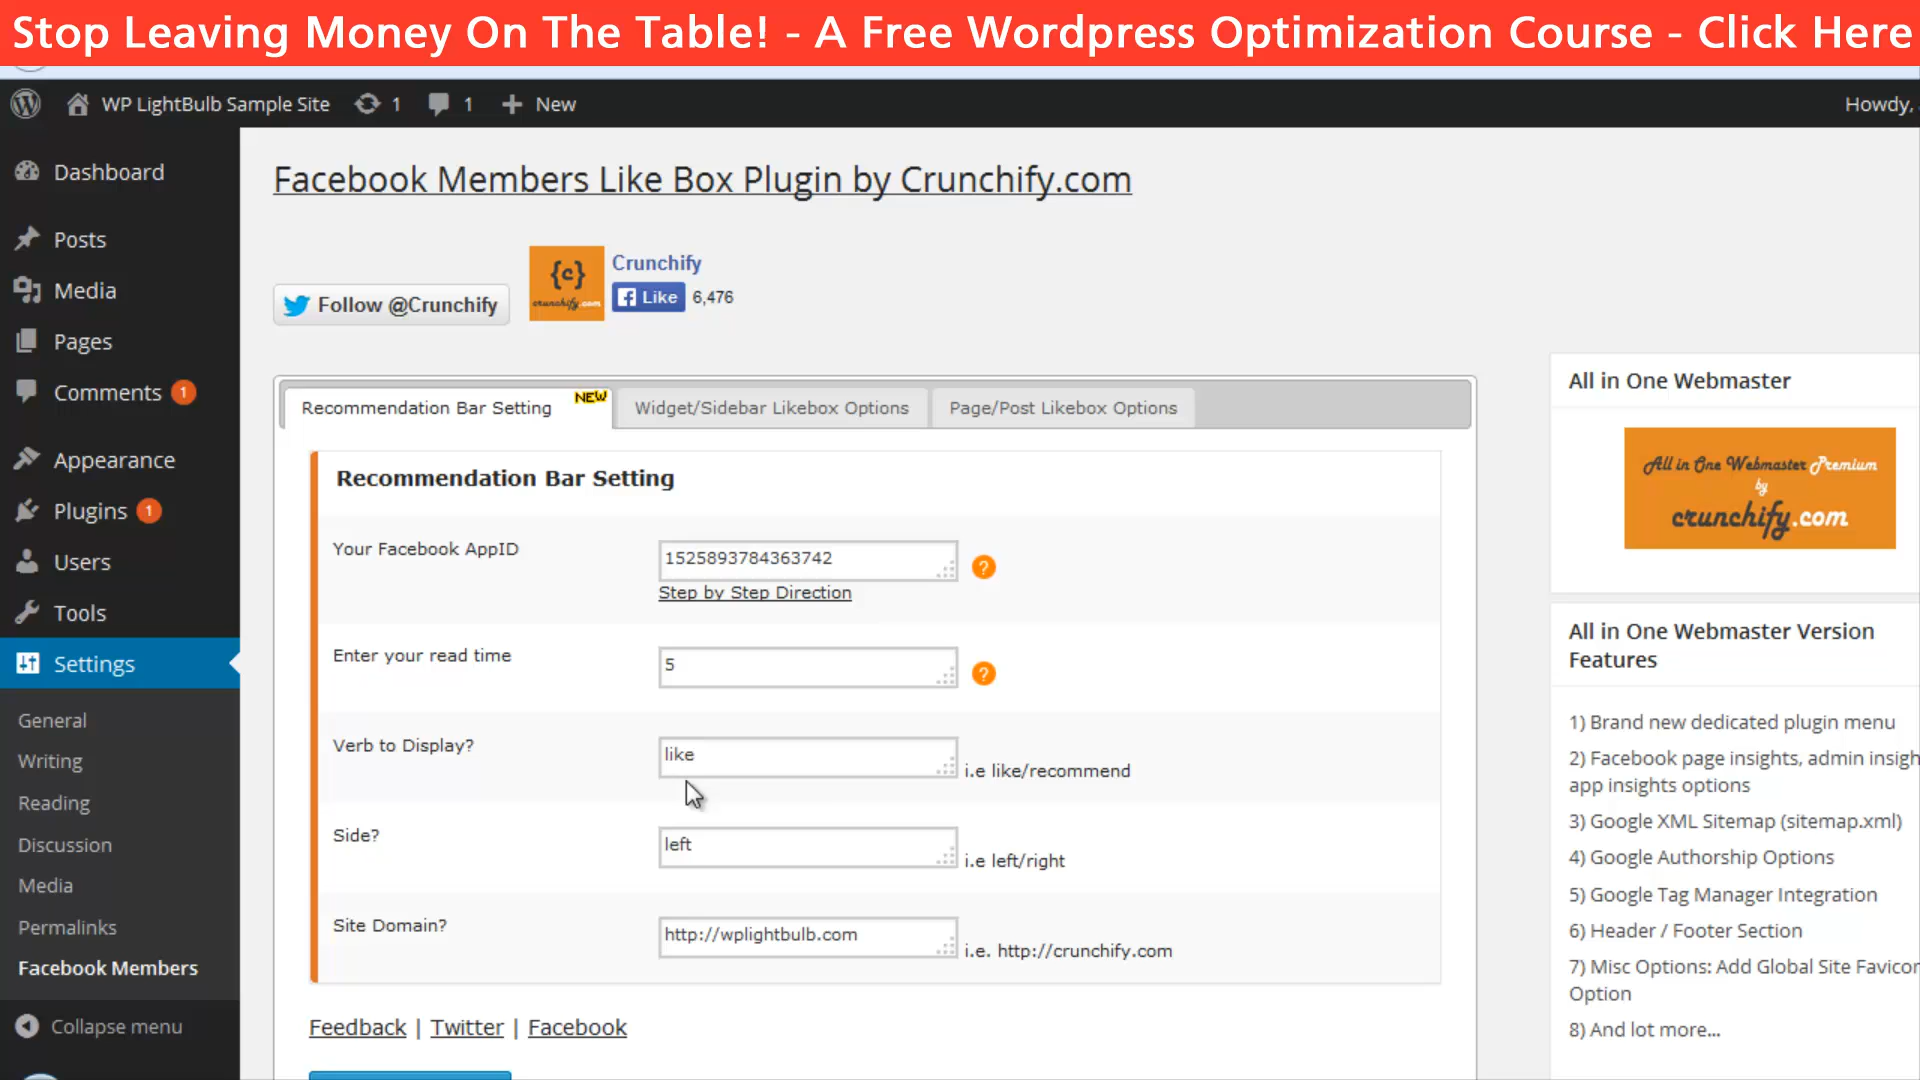 Stop Leaving Money On The Table! - A Free Wordpress Optimization Course - Click Here
WP LightBulb Sample Site 1 1 New Howdy,
Dashboard
Posts
Media
Pages
Comments 1
Appearance
Plugins 1
Users
Tools
Settings
General
Writing
Reading
Discussion
Media
Permalinks
Facebook Members
Collapse menu
Facebook Members Like Box Plugin by Crunchify.com
Follow @Crunchify
{c}
crunchify.com
Crunchify
Like 6,476
Recommendation Bar Setting NEW
Widget/Sidebar Likebox Options
Page/Post Likebox Options
Recommendation Bar Setting
Your Facebook AppID 1525893784363742 ?
Step by Step Direction
Enter your read time 5 ?
Verb to Display? like i.e like/recommend
Side? left i.e left/right
Site Domain? http://wplightbulb.com i.e. http://crunchify.com
Feedback | Twitter | Facebook
All in One Webmaster
All in One Webmaster Premium
by
crunchify.com
All in One Webmaster Version
Features
1) Brand new dedicated plugin menu
2) Facebook page insights, admin insigh
app insights options
3) Google XML Sitemap (sitemap.xml)
4) Google Authorship Options
5) Google Tag Manager Integration
6) Header / Footer Section
7) Misc Options: Add Global Site Favicon
Option
8) And lot more...